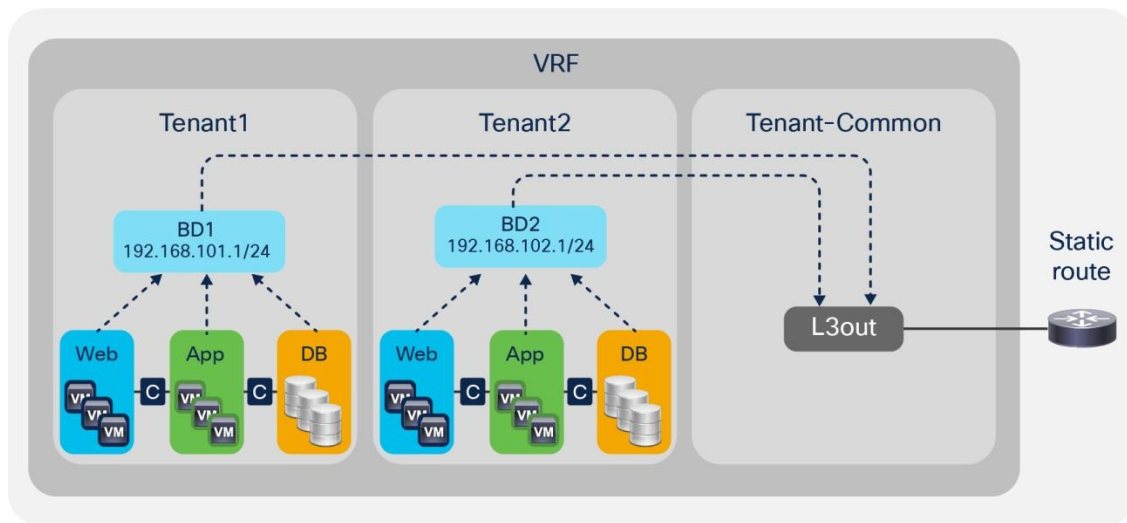 VRF
Tenant1
Tenant2
Tenant-Common
BD1
192.168.101.1/24
BD2
192.168.102.1/24
Static
route
L3out
Web
App
DB
Web
App
DB
C
C
C
C
VM
VM
VM
VM
VM
VM
VM
VM
VM
VM
VM
VM